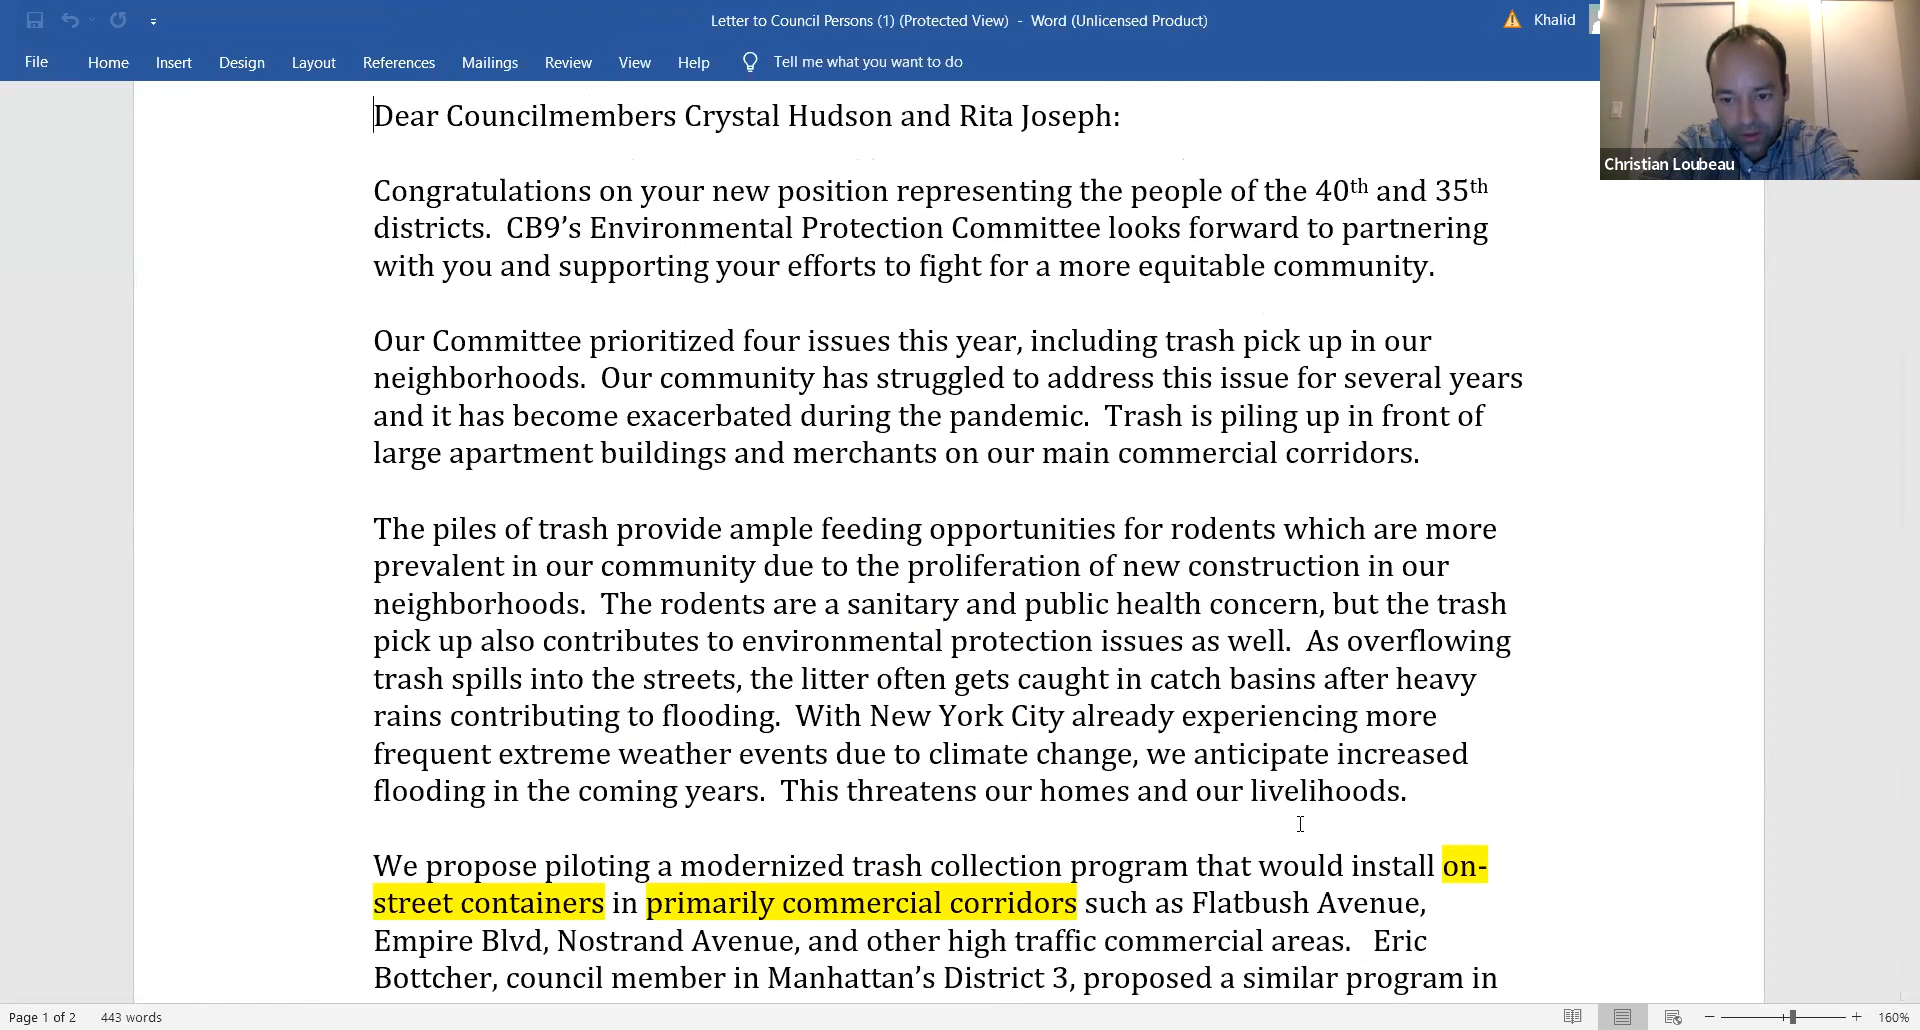 Letter to Council Persons (1) (Protected View) - Word (Unlicensed Product)
Khalid
File Home Insert Design Layout References Mailings Review View Help Tell me what you want to do
Christian Loubeau
Dear Councilmembers Crystal Hudson and Rita Joseph:
Congratulations on your new position representing the people of the 40th and 35th
districts. CB9’s Environmental Protection Committee looks forward to partnering
with you and supporting your efforts to fight for a more equitable community.
Our Committee prioritized four issues this year, including trash pick up in our
neighborhoods. Our community has struggled to address this issue for several years
and it has become exacerbated during the pandemic. Trash is piling up in front of
large apartment buildings and merchants on our main commercial corridors.
The piles of trash provide ample feeding opportunities for rodents which are more
prevalent in our community due to the proliferation of new construction in our
neighborhoods. The rodents are a sanitary and public health concern, but the trash
pick up also contributes to environmental protection issues as well. As overflowing
trash spills into the streets, the litter often gets caught in catch basins after heavy
rains contributing to flooding. With New York City already experiencing more
frequent extreme weather events due to climate change, we anticipate increased
flooding in the coming years. This threatens our homes and our livelihoods.
We propose piloting a modernized trash collection program that would install on-
street containers in primarily commercial corridors such as Flatbush Avenue,
Empire Blvd, Nostrand Avenue, and other high traffic commercial areas. Eric
Bottcher, council member in Manhattan’s District 3, proposed a similar program in
Page 1 of 2 443 words 160%